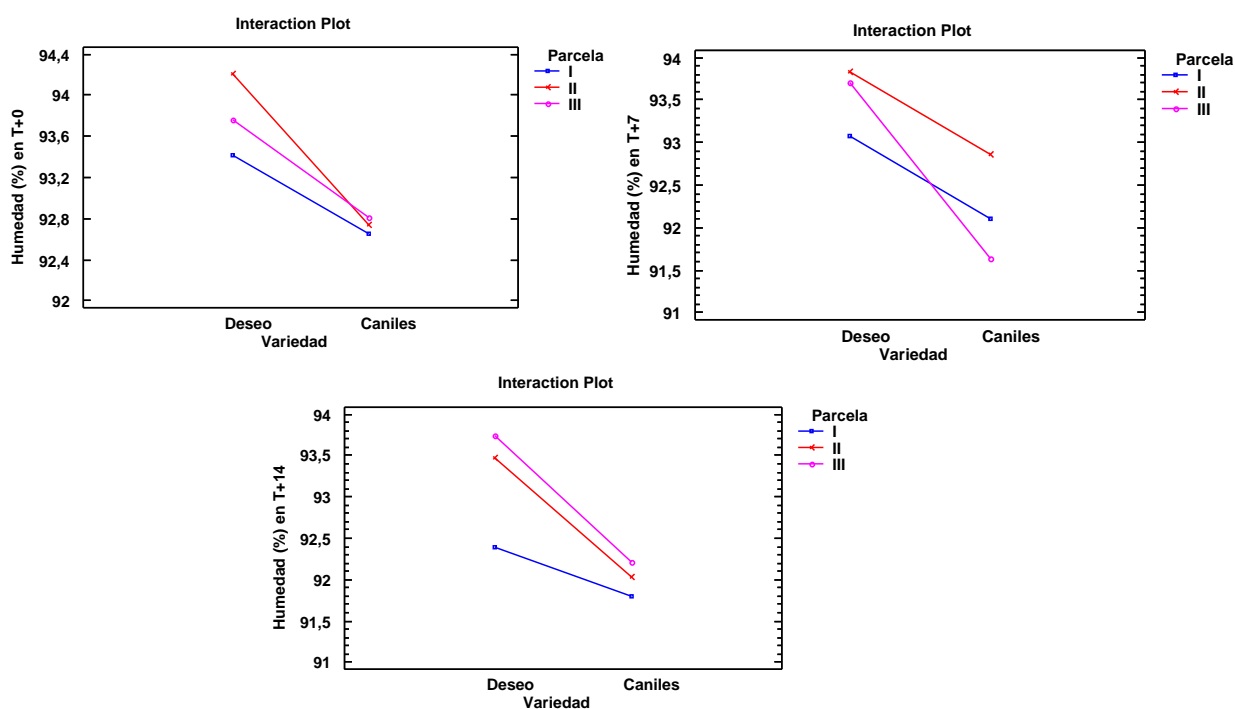 Interaction Plot
Humedad (%) en T+0
94,4
94
93,6
93,2
92,8
92,4
92
Deseo
Caniles
Variedad
Parcela
I
II
III
Interaction Plot
Humedad (%) en T+7
94
93,5
93
92,5
92
91,5
91
Deseo
Caniles
Variedad
Parcela
I
II
III
Interaction Plot
Humedad (%) en T+14
94
93,5
93
92,5
92
91,5
91
Deseo
Caniles
Variedad
Parcela
I
II
III